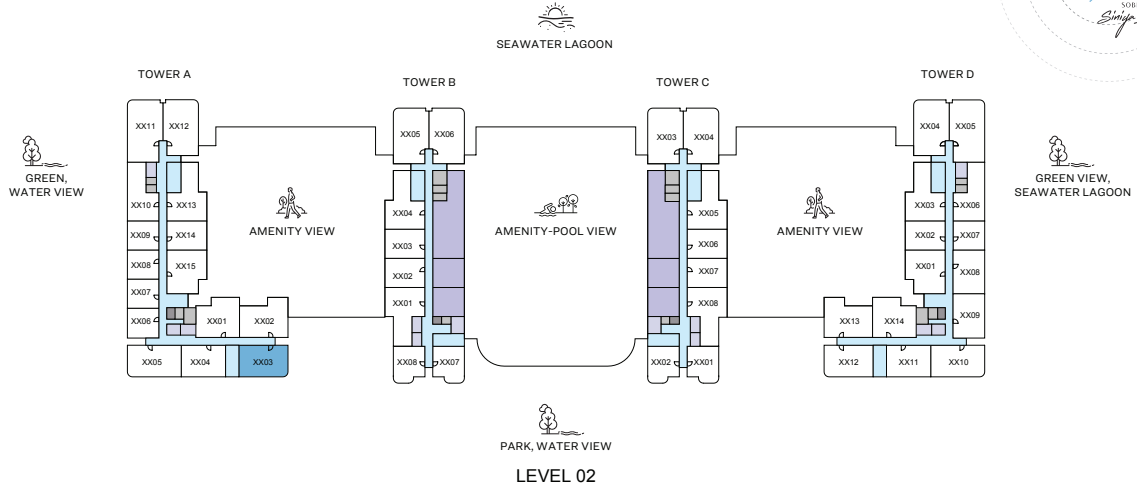 SOB
Siniya
SEAWATER LAGOON
TOWER A
TOWER B
TOWER C
TOWER D
XX11 XX12
XX05 XX06
XX03 XX04
XX04 XX05
GREEN,
WATER VIEW
GREEN VIEW,
SEAWATER LAGOON
XX10 XX13
XX09 XX14
XX08 XX15
XX07
XX06
XX01 XX02
XX05 XX04 XX03
AMENITY VIEW
XX04
XX03
XX02
XX01
XX08 XX07
AMENITY-POOL VIEW
XX05
XX06
XX07
XX08
XX02 XX01
AMENITY VIEW
XX03 XX06
XX02 XX07
XX01 XX08
XX09
XX13 XX14
XX12 XX11 XX10
PARK, WATER VIEW
LEVEL 02